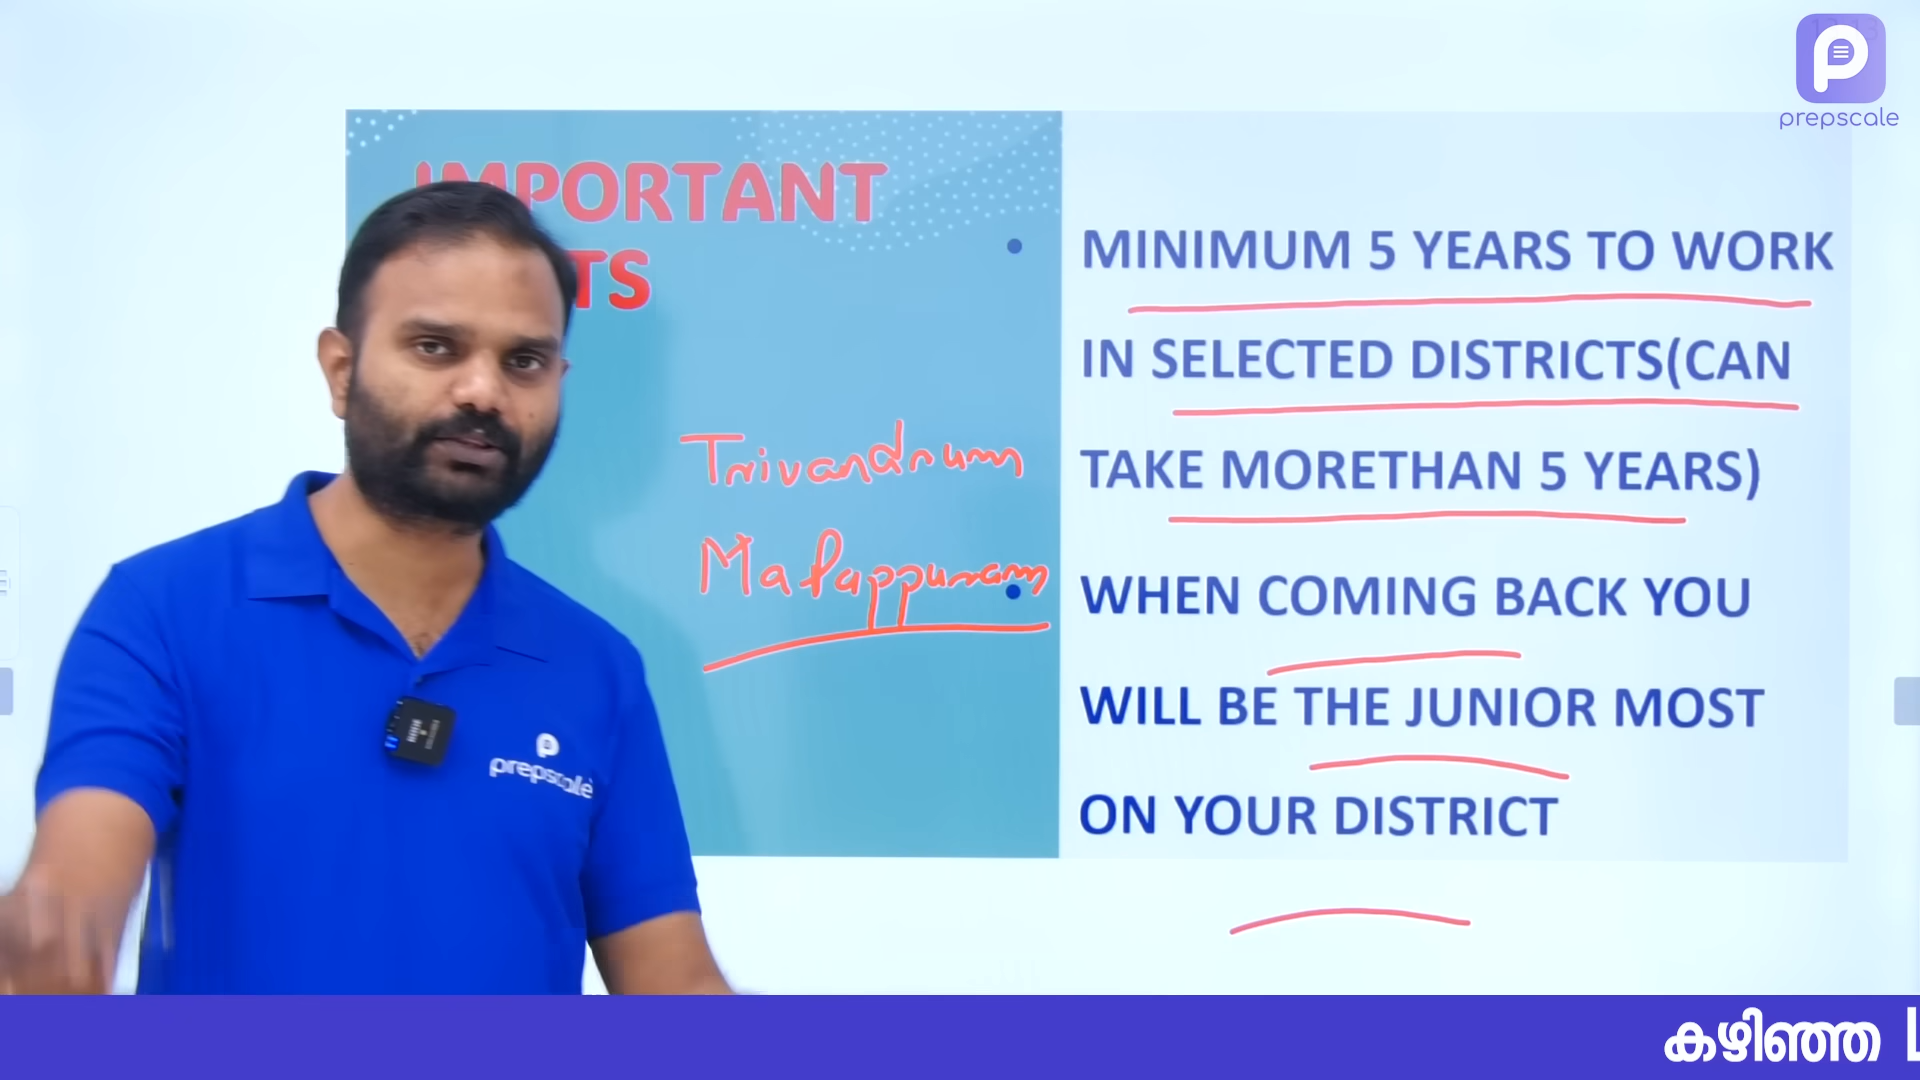 prepscale
IMPORTANT
TS
MINIMUM 5 YEARS TO WORK
IN SELECTED DISTRICTS(CAN
TAKE MORETHAN 5 YEARS)
Trivandrum
Malappuram
WHEN COMING BACK YOU
WILL BE THE JUNIOR MOST
ON YOUR DISTRICT
prepscale
കഴിഞ്ഞ